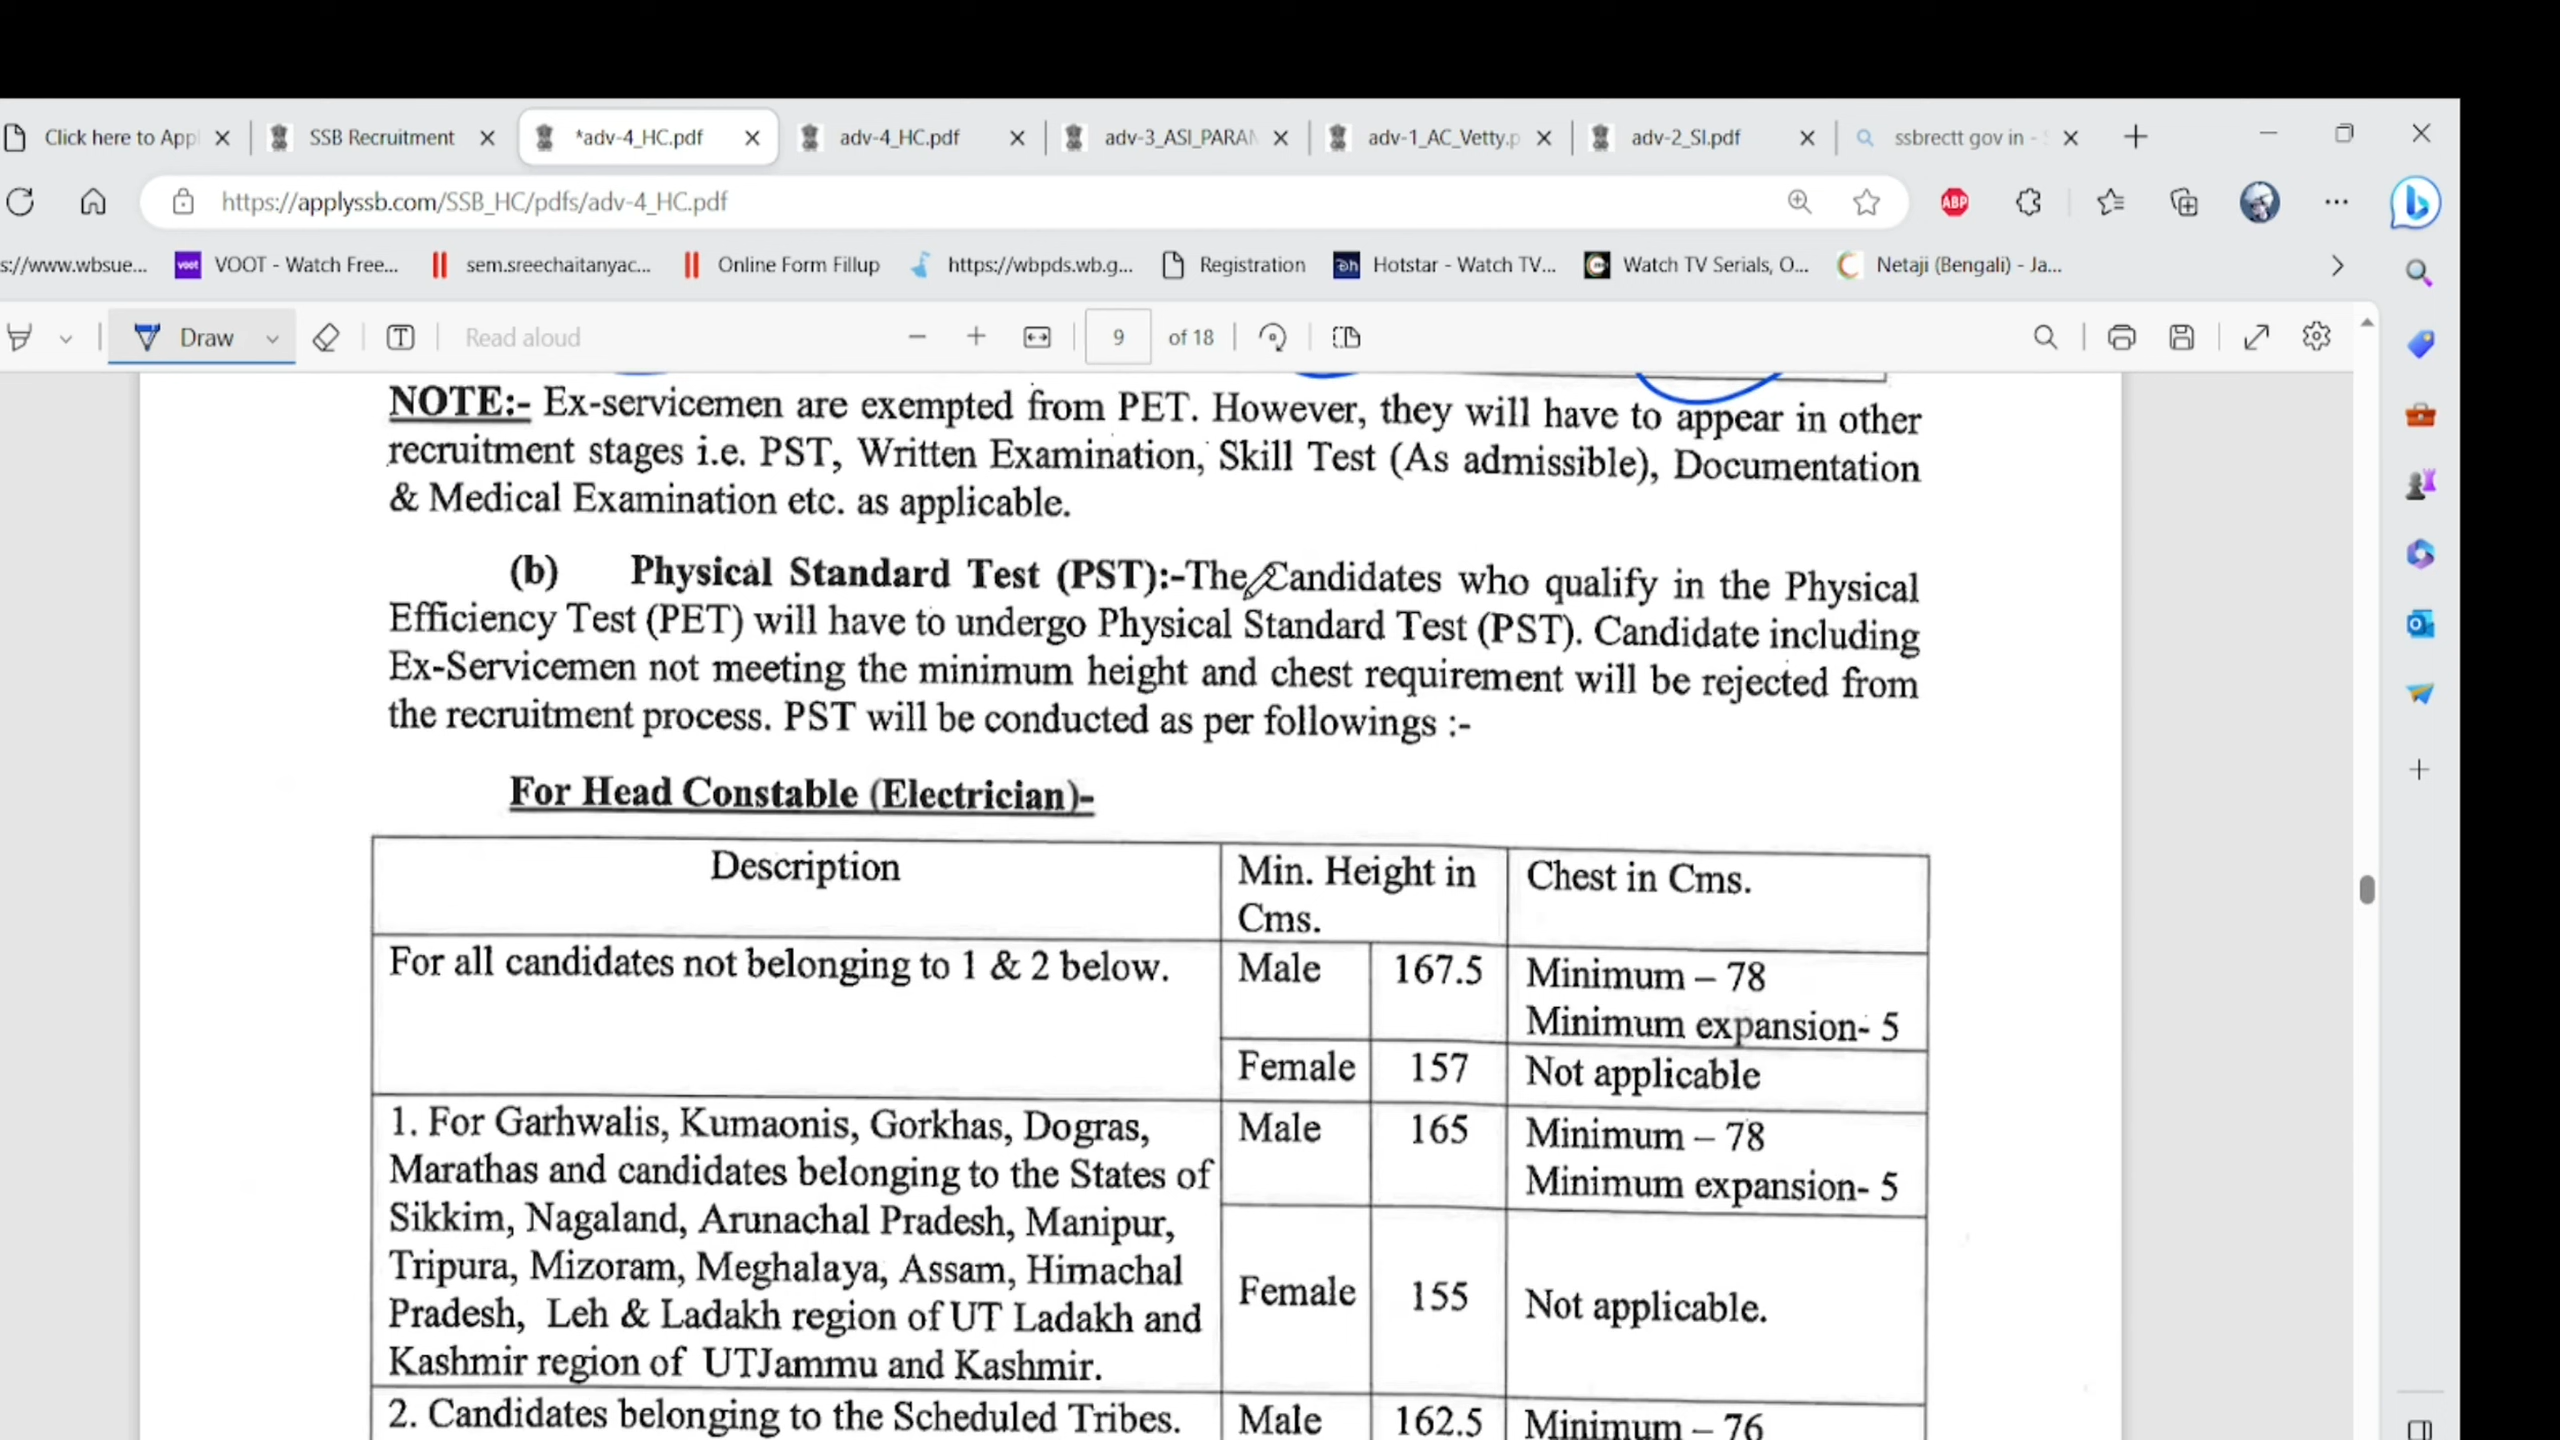 Click here to Appl
SSB Recruitment
*adv-4_HC.pdf
adv-4_HC.pdf
adv-3_ASI_PARAM
adv-1_AC_Vetty.p
adv-2_SI.pdf
ssbrectt gov in -
https://applyssb.com/SSB_HC/pdfs/adv-4_HC.pdf
ABP
s://www.wbsue...
voot
VOOT - Watch Free...
sem.sreechaitanyac...
Online Form Fillup
https://wbpds.wb.g...
Registration
Hotstar - Watch TV...
Watch TV Serials, O...
Netaji (Bengali) - Ja...
Draw
Read aloud
9 of 18
NOTE:- Ex-servicemen are exempted from PET. However, they will have to appear in other
recruitment stages i.e. PST, Written Examination, Skill Test (As admissible), Documentation
& Medical Examination etc. as applicable.
(b) Physical Standard Test (PST):-The Candidates who qualify in the Physical
Efficiency Test (PET) will have to undergo Physical Standard Test (PST). Candidate including
Ex-Servicemen not meeting the minimum height and chest requirement will be rejected from
the recruitment process. PST will be conducted as per followings :-
For Head Constable (Electrician)-
Description
Min. Height in
Cms.
Chest in Cms.
For all candidates not belonging to 1 & 2 below.
Male 167.5
Minimum – 78
Minimum expansion- 5
Female 157 Not applicable
1. For Garhwalis, Kumaonis, Gorkhas, Dogras,
Marathas and candidates belonging to the States of
Sikkim, Nagaland, Arunachal Pradesh, Manipur,
Tripura, Mizoram, Meghalaya, Assam, Himachal
Pradesh, Leh & Ladakh region of UT Ladakh and
Kashmir region of UTJammu and Kashmir.
Male 165
Minimum – 78
Minimum expansion- 5
Female 155 Not applicable.
2. Candidates belonging to the Scheduled Tribes.
Male 162.5 Minimum – 76